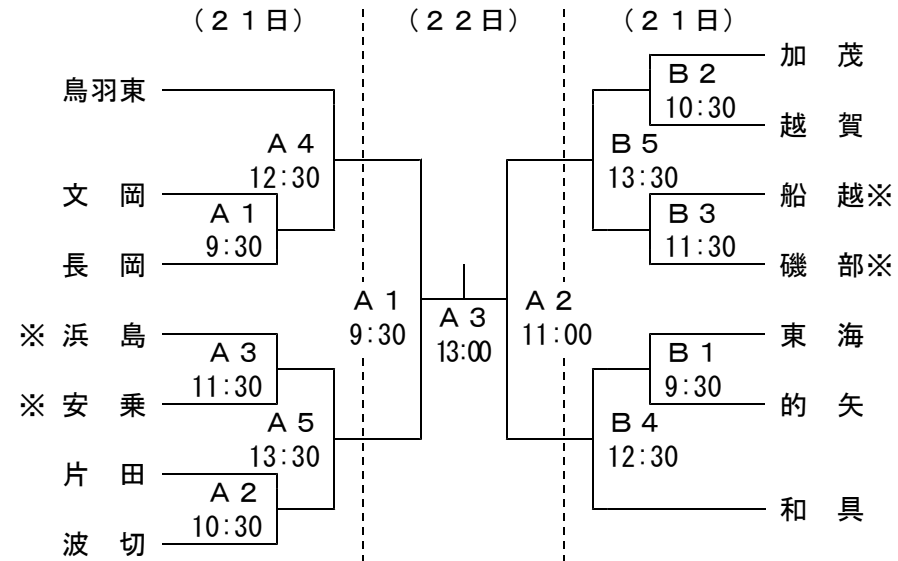 （２１日）
（２２日）
（２１日）
鳥羽東
Ａ４
12:30
文　岡
Ａ１
9:30
長　岡
※ 浜　島
Ａ３
11:30
※ 安　乗
Ａ５
13:30
片　田
Ａ２
10:30
波　切
Ａ１
9:30
Ａ３
13:00
Ａ２
11:00
加　茂
Ｂ２
10:30
越　賀
Ｂ５
13:30
船　越※
Ｂ３
11:30
磯　部※
東　海
Ｂ１
9:30
的　矢
Ｂ４
12:30
和　具